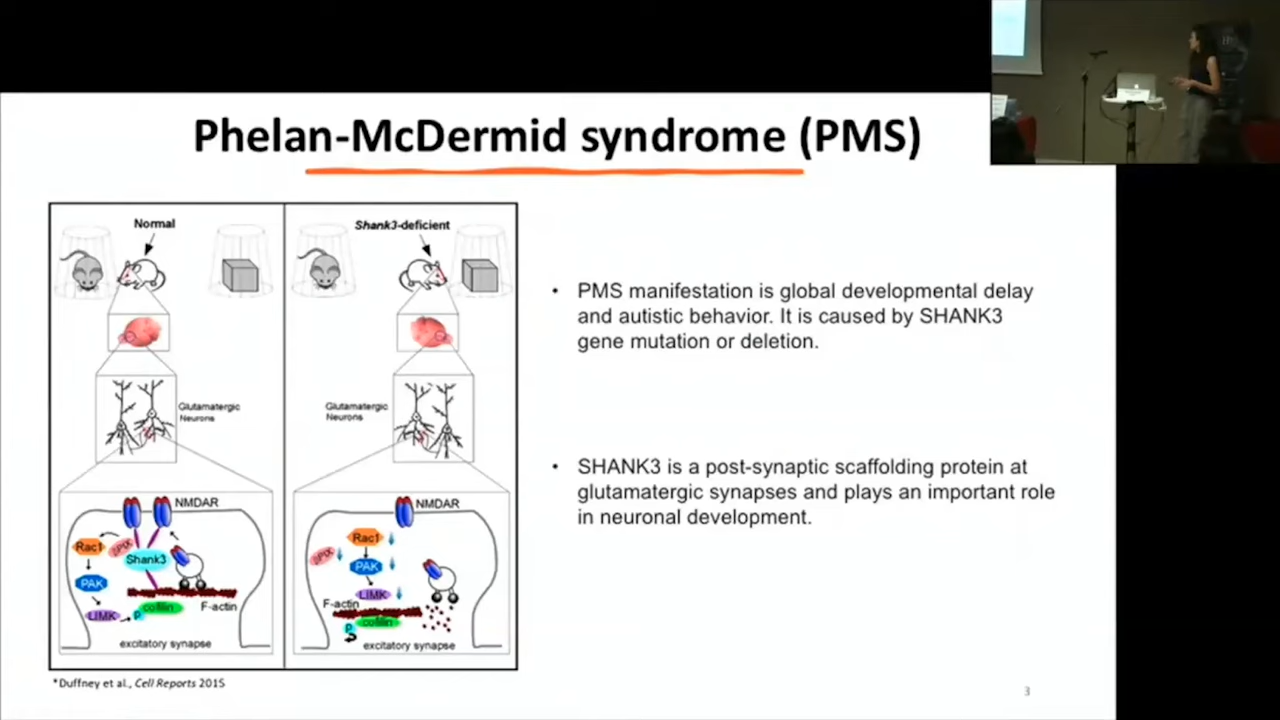 Phelan-McDermid syndrome (PMS)
Normal
Shank3-deficient
Glutamatergic
Neurons
Glutamatergic
Neurons
NMDAR
Rac1
βPIX
Shank3
PAK
LIMK
P
cofilin
F-actin
excitatory synapse
NMDAR
Rac1
βPIX
PAK
LIMK
F-actin
P
cofilin
excitatory synapse
*Duffney et al., Cell Reports 2015
• PMS manifestation is global developmental delay
and autistic behavior. It is caused by SHANK3
gene mutation or deletion.
• SHANK3 is a post-synaptic scaffolding protein at
glutamatergic synapses and plays an important role
in neuronal development.
3